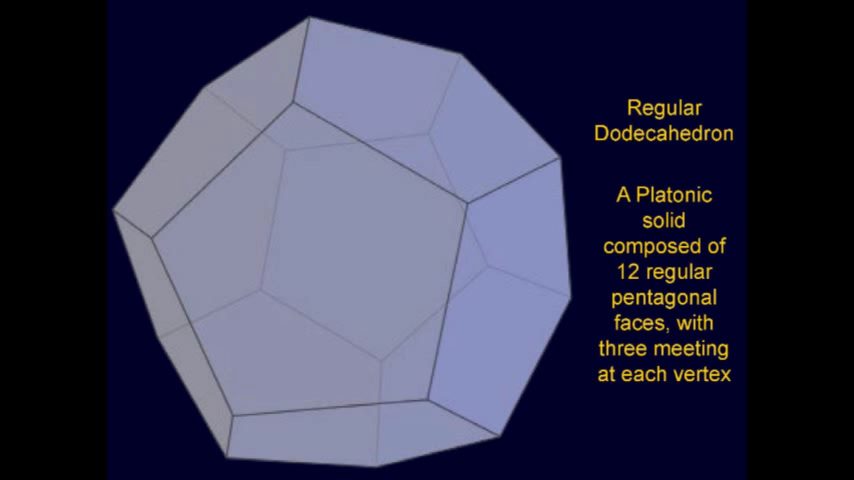 Regular
Dodecahedron
A Platonic
solid
composed of
12 regular
pentagonal
faces, with
three meeting
at each vertex